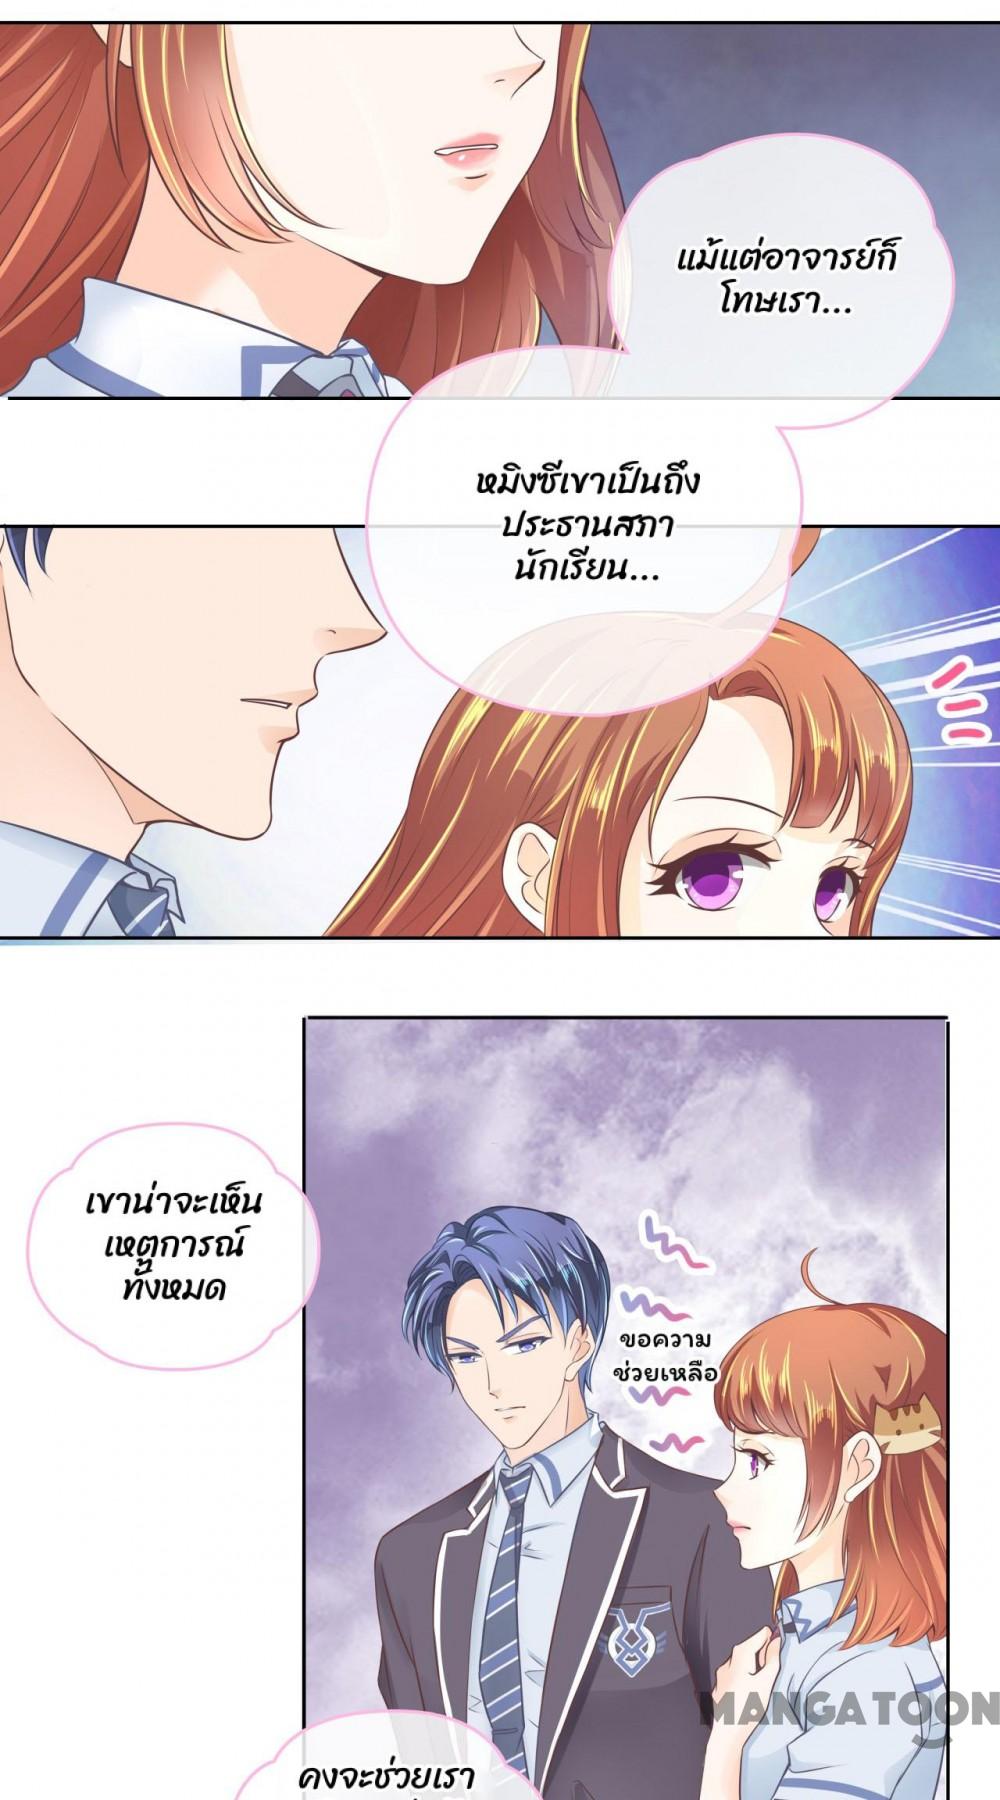 แม้แต่อาจารย์ก็
โทษเรา...
หมิงซีเขาเป็นถึง
ประธานสภา
นักเรียน...
เขาน่าจะเห็น
เหตุการณ์
ทั้งหมด
ขอความ
ช่วยเหลือ
MANGATOON
คงจะช่วยเรา